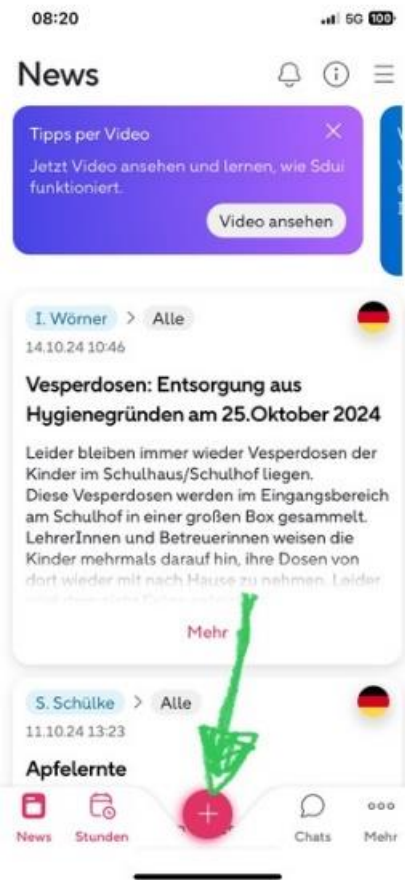 08:20
5G 100
News
Tipps per Video
Jetzt Video ansehen und lernen, wie Sdui
funktioniert.
Video ansehen
I. Wörner > Alle
14.10.24 10:46
Vesperdosen: Entsorgung aus
Hygienegründen am 25.Oktober 2024
Leider bleiben immer wieder Vesperdosen der
Kinder im Schulhaus/Schulhof liegen.
Diese Vesperdosen werden im Eingangsbereich
am Schulhof in einer großen Box gesammelt.
LehrerInnen und Betreuerinnen weisen die
Kinder mehrmals darauf hin, ihre Dosen von
dort wieder mit nach Hause zu nehmen. Leider
Mehr
S. Schülke > Alle
11.10.24 13:23
Apfelernte
News Stunden Chats Mehr